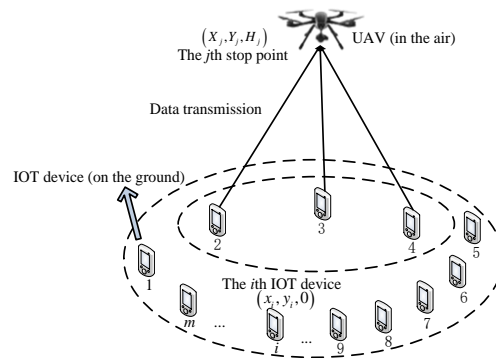 (X_j, Y_j, H_j)
The jth stop point
UAV (in the air)
Data transmission
IOT device (on the ground)
2
3
4
5
1
6
The ith IOT device
(x_i, y_i, 0)
m
...
i
...
9
8
7